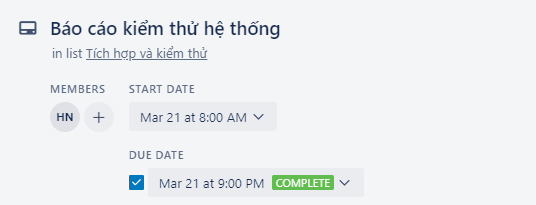 Báo cáo kiểm thử hệ thống
in list Tích hợp và kiểm thử
MEMBERS
HN
START DATE
Mar 21 at 8:00 AM
DUE DATE
Mar 21 at 9:00 PM COMPLETE